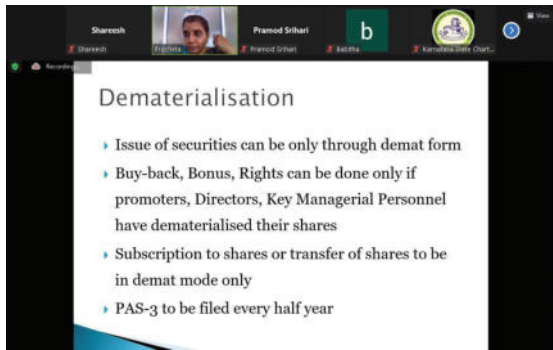 Shareesh
Pramod Srihari
b
View
Shareesh
Prashela
Pramod Srihari
Babitha
Karnataka State Chart...
Recording...
Dematerialisation
Issue of securities can be only through demat form
Buy-back, Bonus, Rights can be done only if
promoters, Directors, Key Managerial Personnel
have dematerialised their shares
Subscription to shares or transfer of shares to be
in demat mode only
PAS-3 to be filed every half year